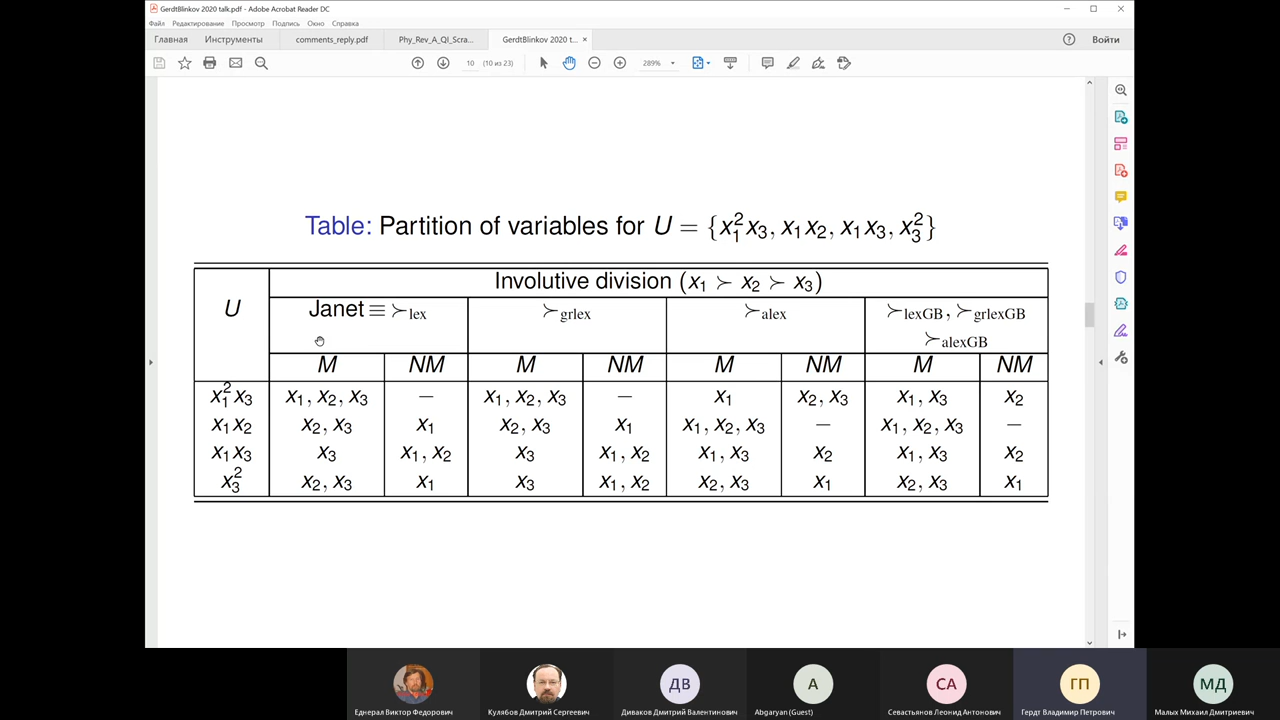 GerdtBlinkov 2020 talk.pdf - Adobe Acrobat Reader DC
Файл Редактирование Просмотр Подпись Окно Справка
Главная Инструменты comments_reply.pdf Phy_Rev_A_QI_Scra... GerdtBlinkov 2020 t... × Войти
10 (10 из 23) 289%
Table: Partition of variables for U = {x₁²x₃, x₁x₂, x₁x₃, x₃²}
Involutive division (x₁ ≻ x₂ ≻ x₃)
U Janet ≡ ≻lex ≻grlex ≻alex ≻lexGB, ≻grlexGB
≻alexGB
M NM M NM M NM M NM
x₁²x₃ x₁, x₂, x₃ – x₁, x₂, x₃ – x₁ x₂, x₃ x₁, x₃ x₂
x₁x₂ x₂, x₃ x₁ x₂, x₃ x₁ x₁, x₂, x₃ – x₁, x₂, x₃ –
x₁x₃ x₃ x₁, x₂ x₃ x₁, x₂ x₁, x₃ x₂ x₁, x₃ x₂
x₃² x₂, x₃ x₁ x₃ x₁, x₂ x₂, x₃ x₁ x₂, x₃ x₁
ДВ А СА ГП МД
Еднерал Виктор Федорович Кулябов Дмитрий Сергеевич Диваков Дмитрий Валентинович Abgaryan (Guest) Севастьянов Леонид Антонович Гердт Владимир Петрович Малых Михаил Дмитриевич